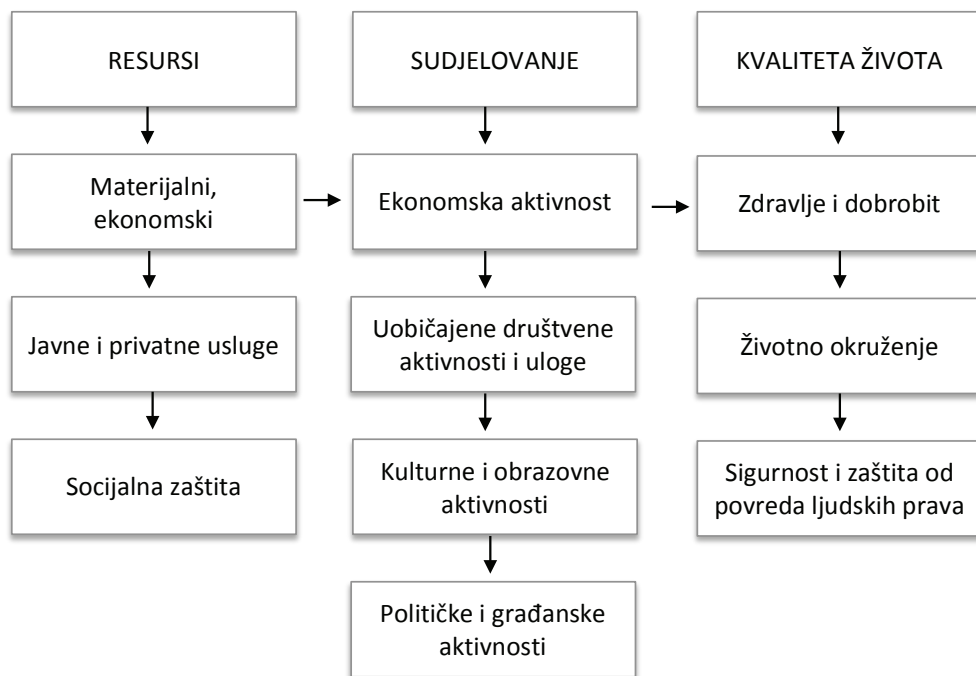 RESURSI
SUDJELOVANJE
KVALITETA ŽIVOTA
Materijalni,
ekonomski
Ekonomska aktivnost
Zdravlje i dobrobit
Javne i privatne usluge
Uobičajene društvene
aktivnosti i uloge
Životno okruženje
Socijalna zaštita
Kulturne i obrazovne
aktivnosti
Sigurnost i zaštita od
povreda ljudskih prava
Političke i građanske
aktivnosti